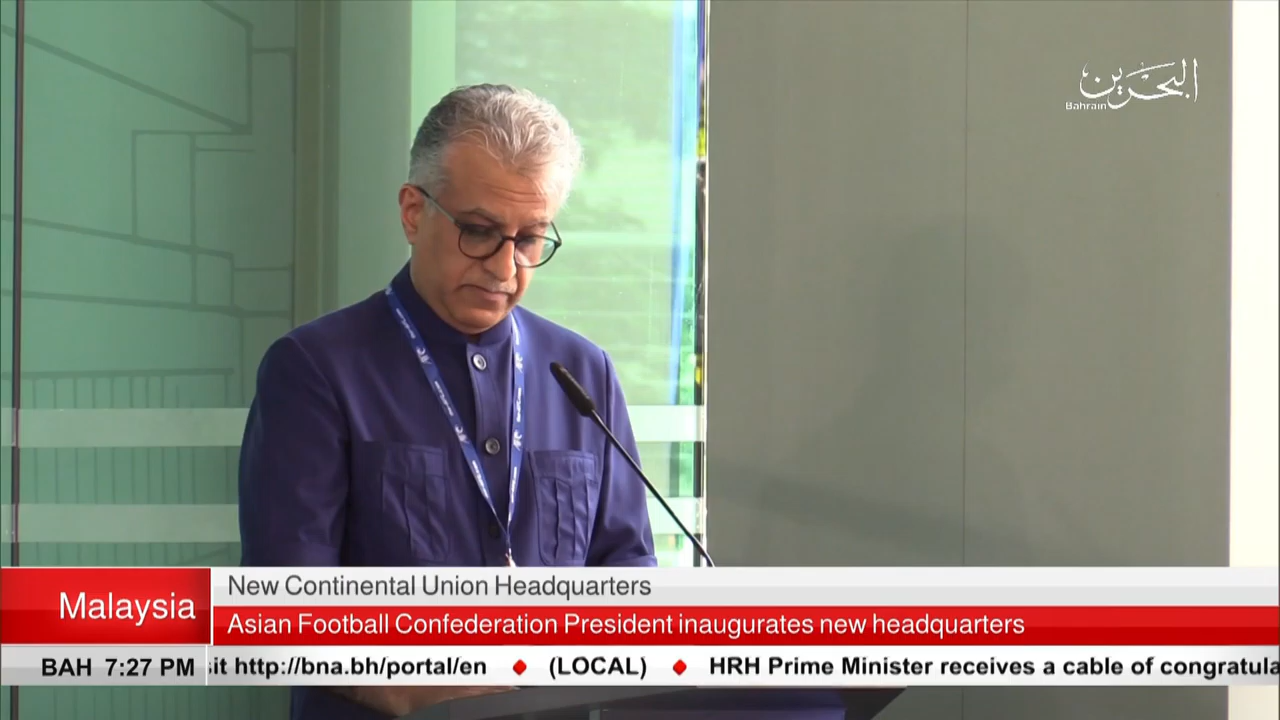 البحرين
Bahrain
New Continental Union Headquarters
Malaysia
Asian Football Confederation President inaugurates new headquarters
BAH 7:27 PM it http://bna.bh/portal/en ♦ (LOCAL) ♦ HRH Prime Minister receives a cable of congratula